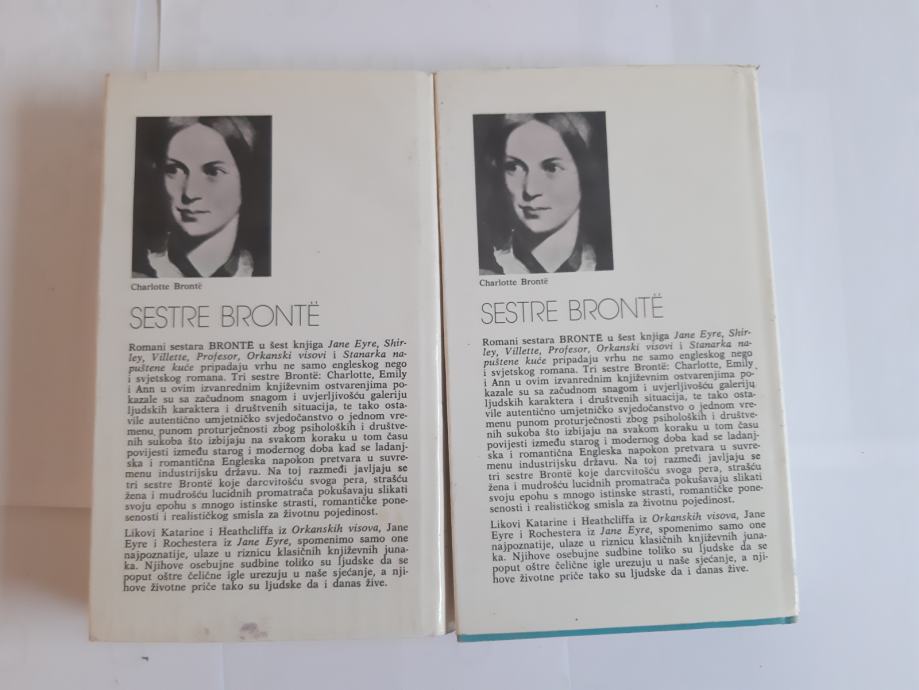 Charlotte Brontë
SESTRE BRONTË
Romani sestara BRONTË u šest knjiga Jane Eyre, Shir-
ley, Villette, Profesor, Orkanski visovi i Stanarka na-
puštene kuće pripadaju vrhu ne samo engleskog nego
i svjetskog romana. Tri sestre Brontë: Charlotte, Emily
i Ann u ovim izvanrednim književnim ostvarenjima po-
kazale su sa začudnom snagom i uvjerljivošću galeriju
ljudskih karaktera i društvenih situacija, te tako osta-
vile autentično umjetničko svjedočanstvo o jednom vre-
menu punom proturječnosti zbog psiholoških i društve-
nih sukoba što izbijaju na svakom koraku u tom času
povijesti između starog i modernog doba kad se ladanj-
ska i romantična Engleska napokon pretvara u suvre-
menu industrijsku državu. Na toj razmeđi javljaju se
tri sestre Brontë koje darcvitošću svoga pera, strašću
žena i mudrošću lucidnih promatrača pokušavaju slikati
svoju epohu s mnogo istinske strasti, romantičke pone-
senosti i realističkog smisla za životnu pojedinost.
Likovi Katarine i Heathcliffa iz Orkanskih visova, Jane
Eyre i Rochestera iz Jane Eyre, spomenimo samo one
najpoznatije, ulaze u riznicu klasičnih književnih juna-
ka. Njihove osebujne sudbine toliko su ljudske da se
poput oštre čelične igle urezuju u naše sjećanje, a nji-
hove životne priče tako su ljudske da i danas žive.
Charlotte Brontë
SESTRE BRONTË
Romani sestara BRONTË u šest knjiga Jane Eyre, Shir-
ley, Villette, Profesor, Orkanski visovi i Stanarka na-
puštene kuće pripadaju vrhu ne samo engleskog nego
i svjetskog romana. Tri sestre Brontë: Charlotte, Emily
i Ann u ovim izvanrednim književnim ostvarenjima po-
kazale su sa začudnom snagom i uvjerljivošću galeriju
ljudskih karaktera i društvenih situacija, te tako osta-
vile autentično umjetničko svjedočanstvo o jednom vre-
menu punom proturječnosti zbog psiholoških i društve-
nih sukoba što izbijaju na svakom koraku u tom času
povijesti između starog i modernog doba kad se ladanj-
ska i romantična Engleska napokon pretvara u suvre-
menu industrijsku državu. Na toj razmeđi javljaju se
tri sestre Brontë koje darcvitošću svoga pera, strašću
žena i mudrošću lucidnih promatrača pokušavaju slikati
svoju epohu s mnogo istinske strasti, romantičke pone-
senosti i realističkog smisla za životnu pojedinost.
Likovi Katarine i Heathcliffa iz Orkanskih visova, Jane
Eyre i Rochestera iz Jane Eyre, spomenimo samo one
najpoznatije, ulaze u riznicu klasičnih književnih juna-
ka. Njihove osebujne sudbine toliko su ljudske da se
poput oštre čelične igle urezuju u naše sjećanje, a nji-
hove životne priče tako su ljudske da i danas žive.